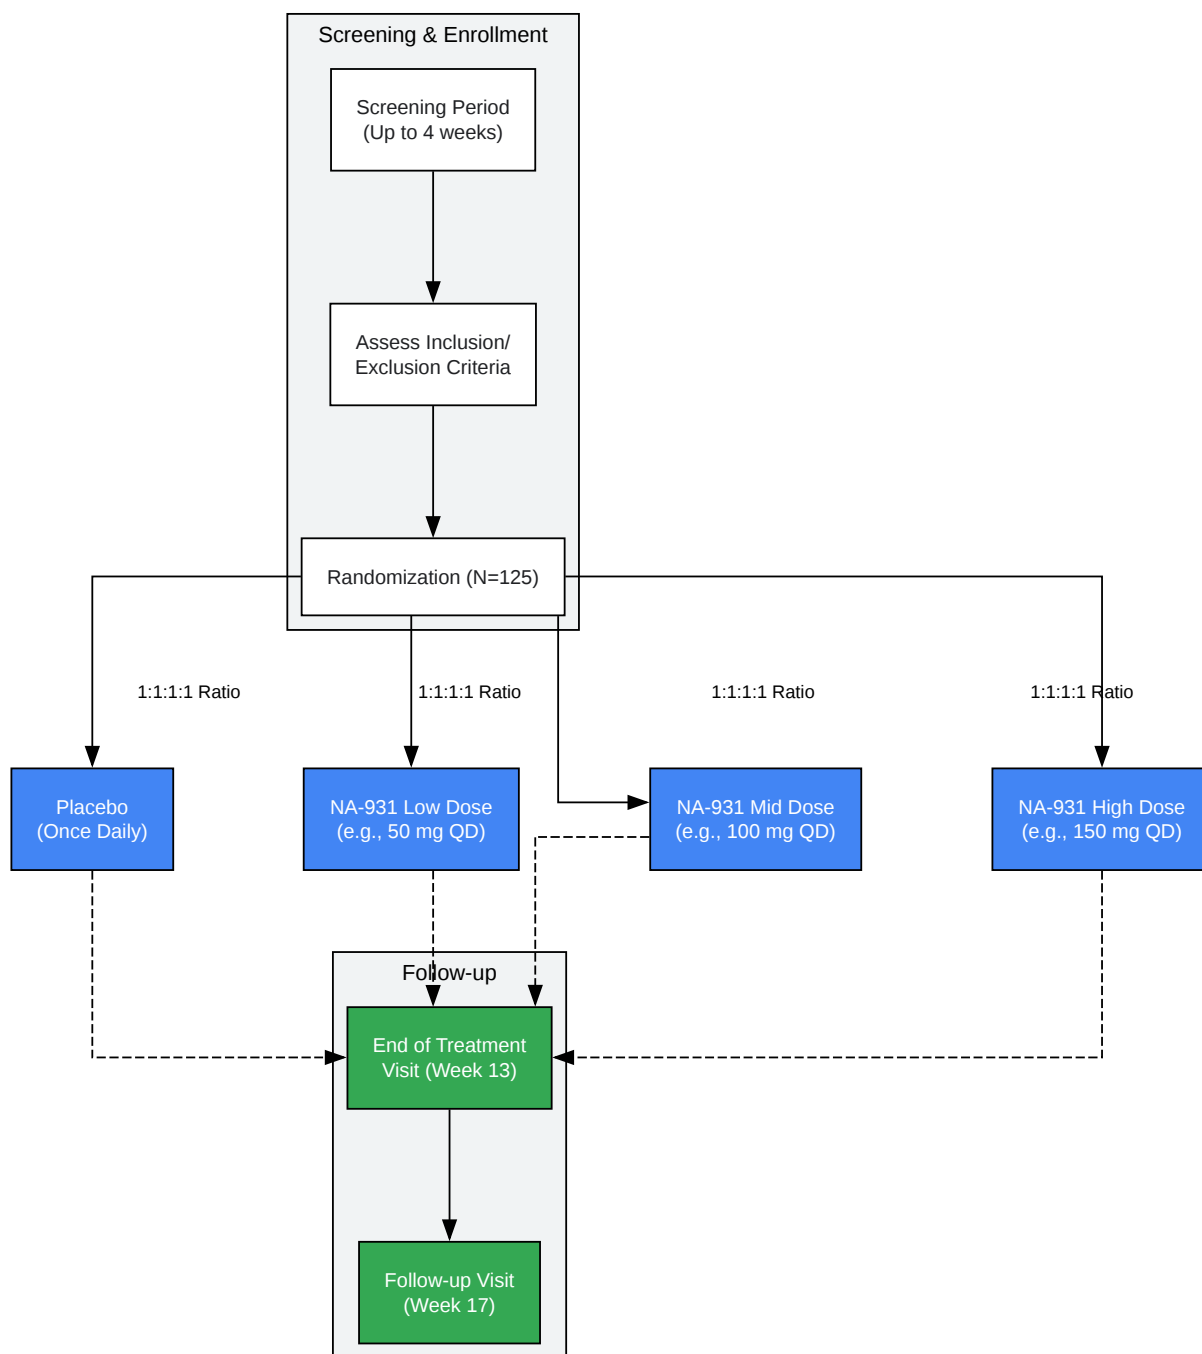 Screening & Enrollment
Screening Period
(Up to 4 weeks)
Assess Inclusion/
Exclusion Criteria
Randomization (N=125)
1:1:1:1 Ratio
1:1:1:1 Ratio
1:1:1:1 Ratio
1:1:1:1 Ratio
Placebo
(Once Daily)
NA-931 Low Dose
(e.g., 50 mg QD)
NA-931 Mid Dose
(e.g., 100 mg QD)
NA-931 High Dose
(e.g., 150 mg QD)
Follow-up
End of Treatment
Visit (Week 13)
Follow-up Visit
(Week 17)